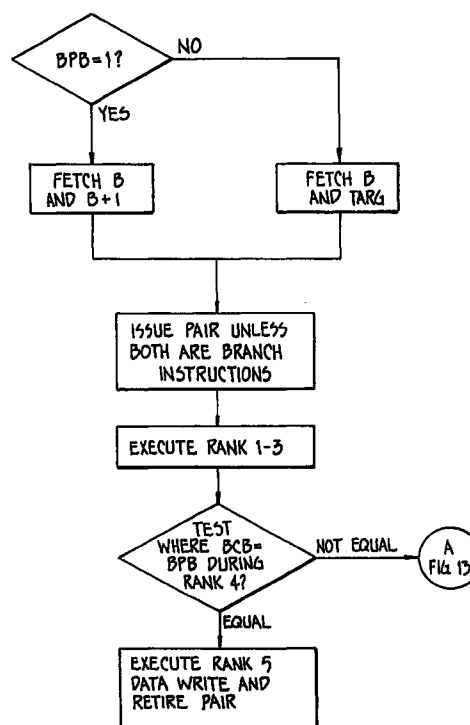 BPB=1?
NO
YES
FETCH B
AND B+1
FETCH B
AND TARG
ISSUE PAIR UNLESS
BOTH ARE BRANCH
INSTRUCTIONS
EXECUTE RANK 1-3
TEST
WHERE BCB=
BPB DURING
RANK 4?
NOT EQUAL
A
FIG 13
EQUAL
EXECUTE RANK 5
DATA WRITE AND
RETIRE PAIR